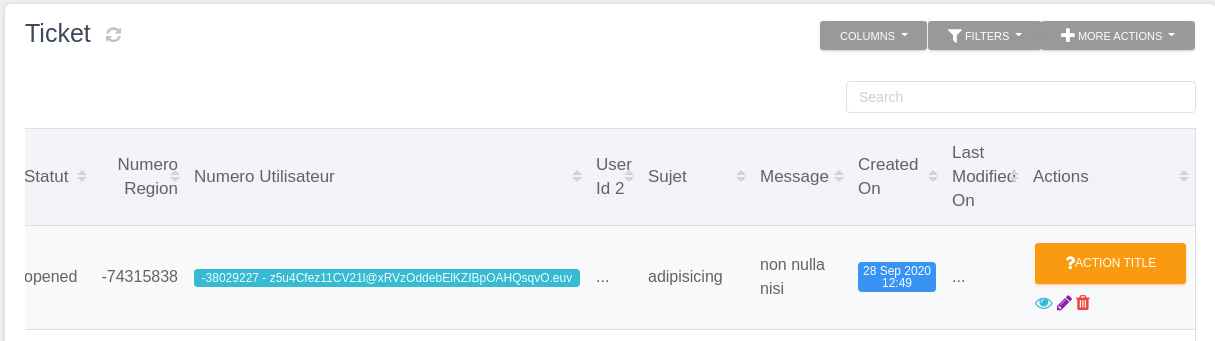 Ticket
COLUMNS FILTERS MORE ACTIONS
Search
Statut Numero Region Numero Utilisateur User Id 2 Sujet Message Created On Last Modified On Actions
opened -74315838 -38029227 - z5u4Cfez11CV21l@xRVzOddebElKZIBpOAHQsqvO.euv ... adipisicing non nulla nisi 28 Sep 2020 12:49 ... ?ACTION TITLE